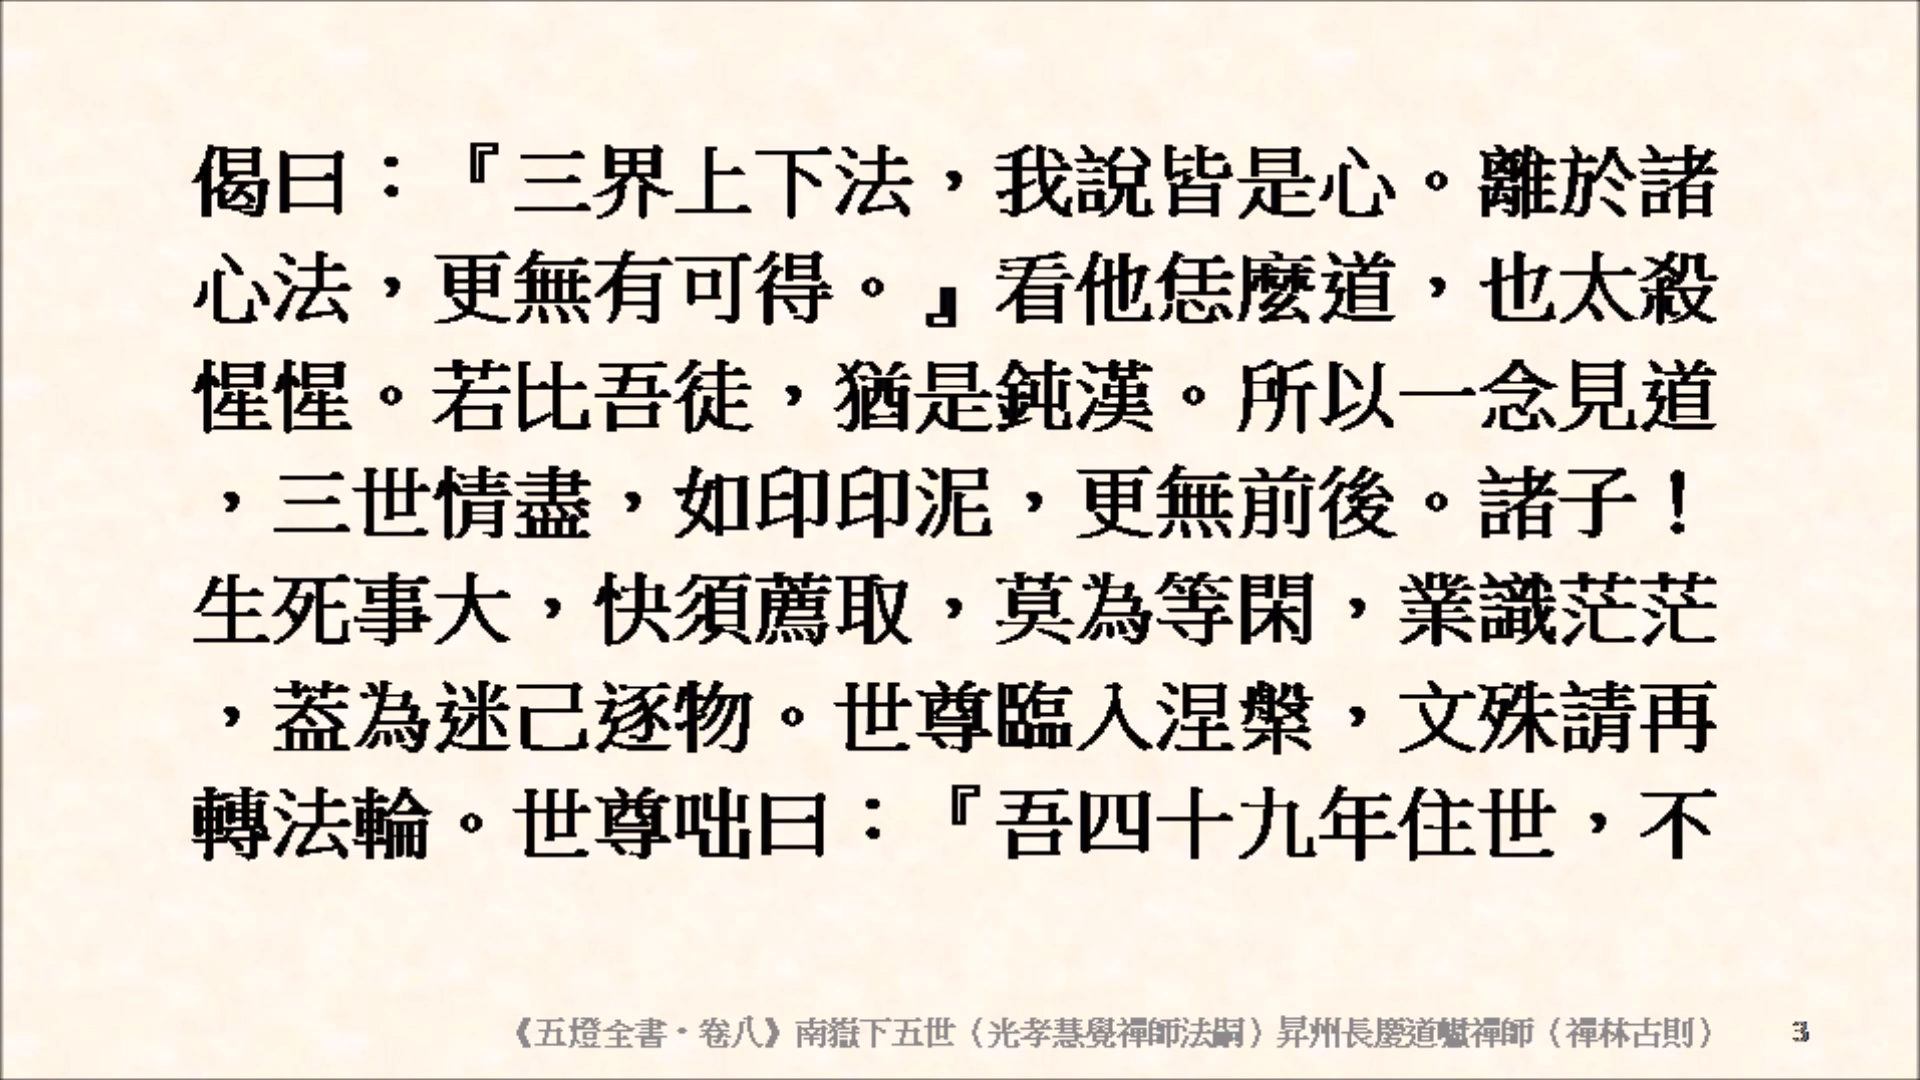 偈曰：『三界上下法，我說皆是心。離於諸
心法，更無有可得。』看他恁麼道，也太殺
惺惺。若比吾徒，猶是鈍漢。所以一念見道
，三世情盡，如印印泥，更無前後。諸子！
生死事大，快須薦取，莫為等閑，業識茫茫
，葢為迷己逐物。世尊臨入涅槃，文殊請再
轉法輪。世尊咄曰：『吾四十九年住世，不
《五燈全書・卷八》南嶽下五世（光孝慧覺禪師法嗣）昇州長慶道巘禪師（禪林古則） 3